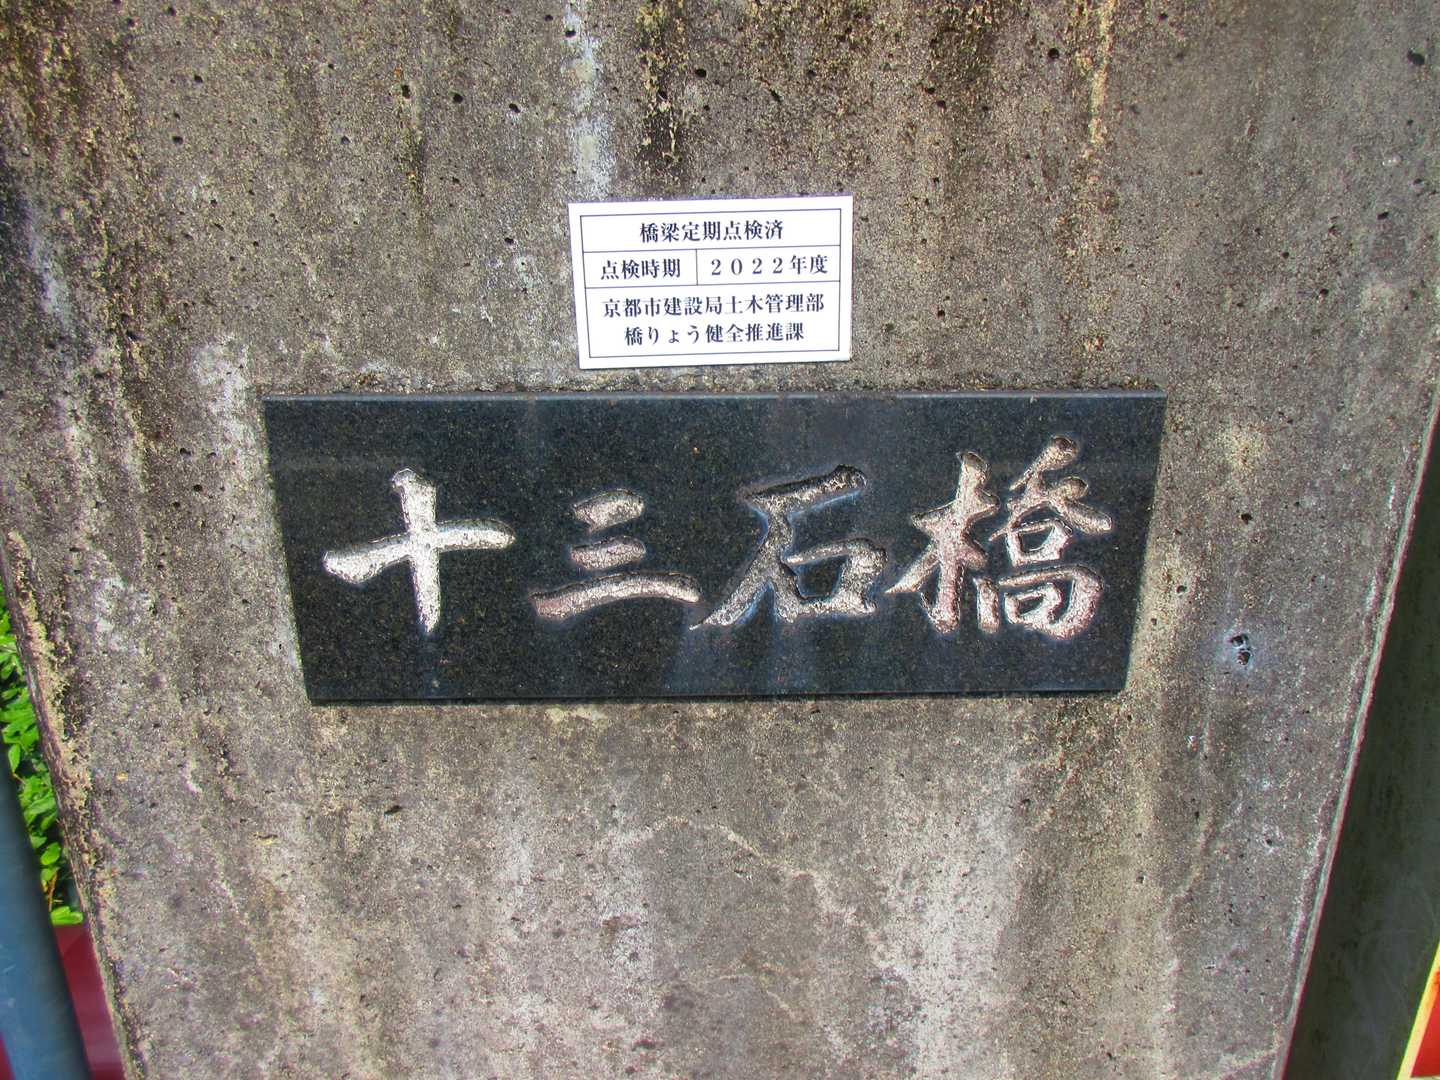 橋梁定期点検済
点検時期 ２０２２年度
京都市建設局土木管理部
橋りょう健全推進課
十三石橋